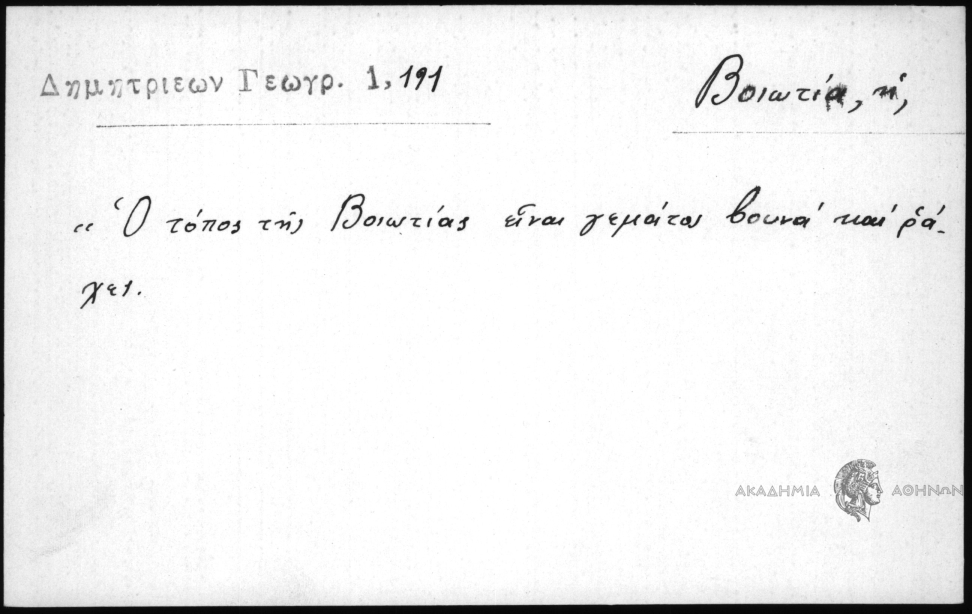 Δημητριεων Γεωγρ. 1, 191
Βοιωτία, ἡ,
“ Ὁ τόπος τῆς Βοιωτίας εἶναι γεμάτος βουνά καί ῥά-
χες.
ΑΚΑΔΗΜΙΑ ΑΘΗΝΩΝ